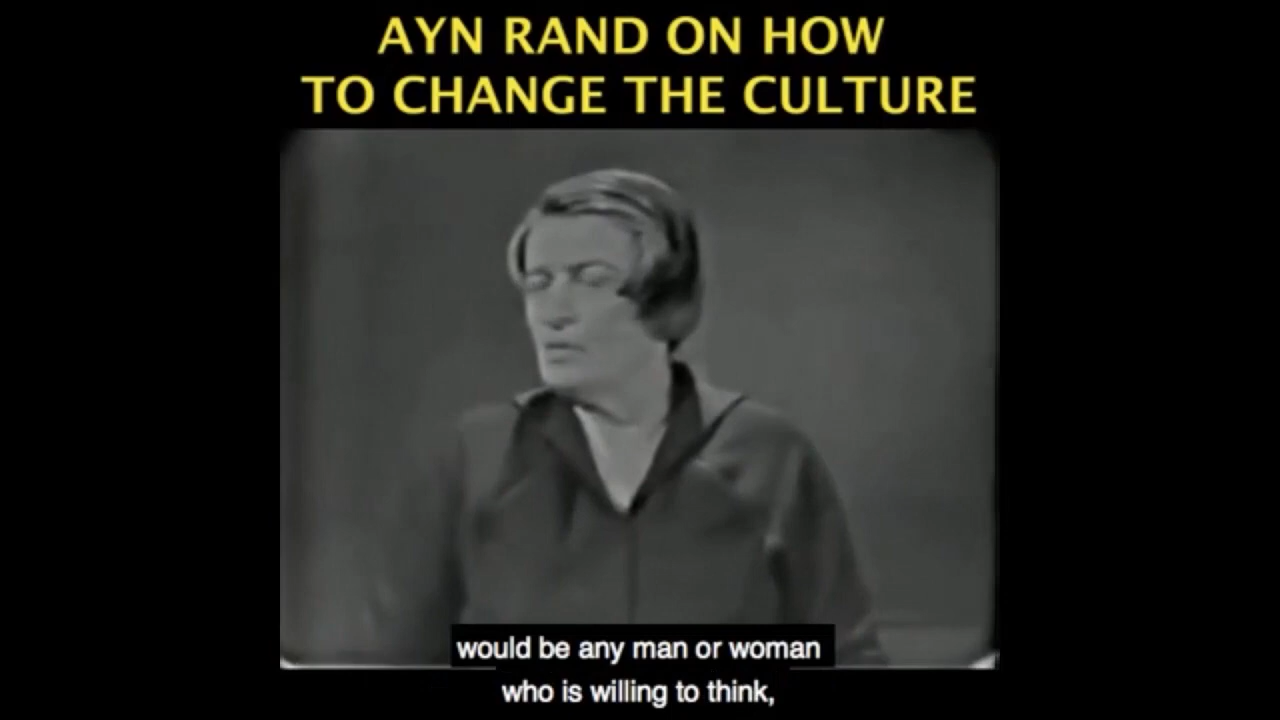 AYN RAND ON HOW
TO CHANGE THE CULTURE
would be any man or woman
who is willing to think,